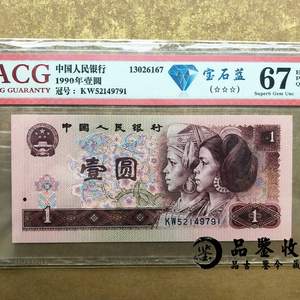 ACG
NG GUARANTY
中国人民银行
1990年壹圆
冠号：KW52149791
13026167
宝石蓝
(☆☆☆)
67
Superb Gem Unc
中国人民银行
壹圆
1
1
1
KW52149791
品鉴收